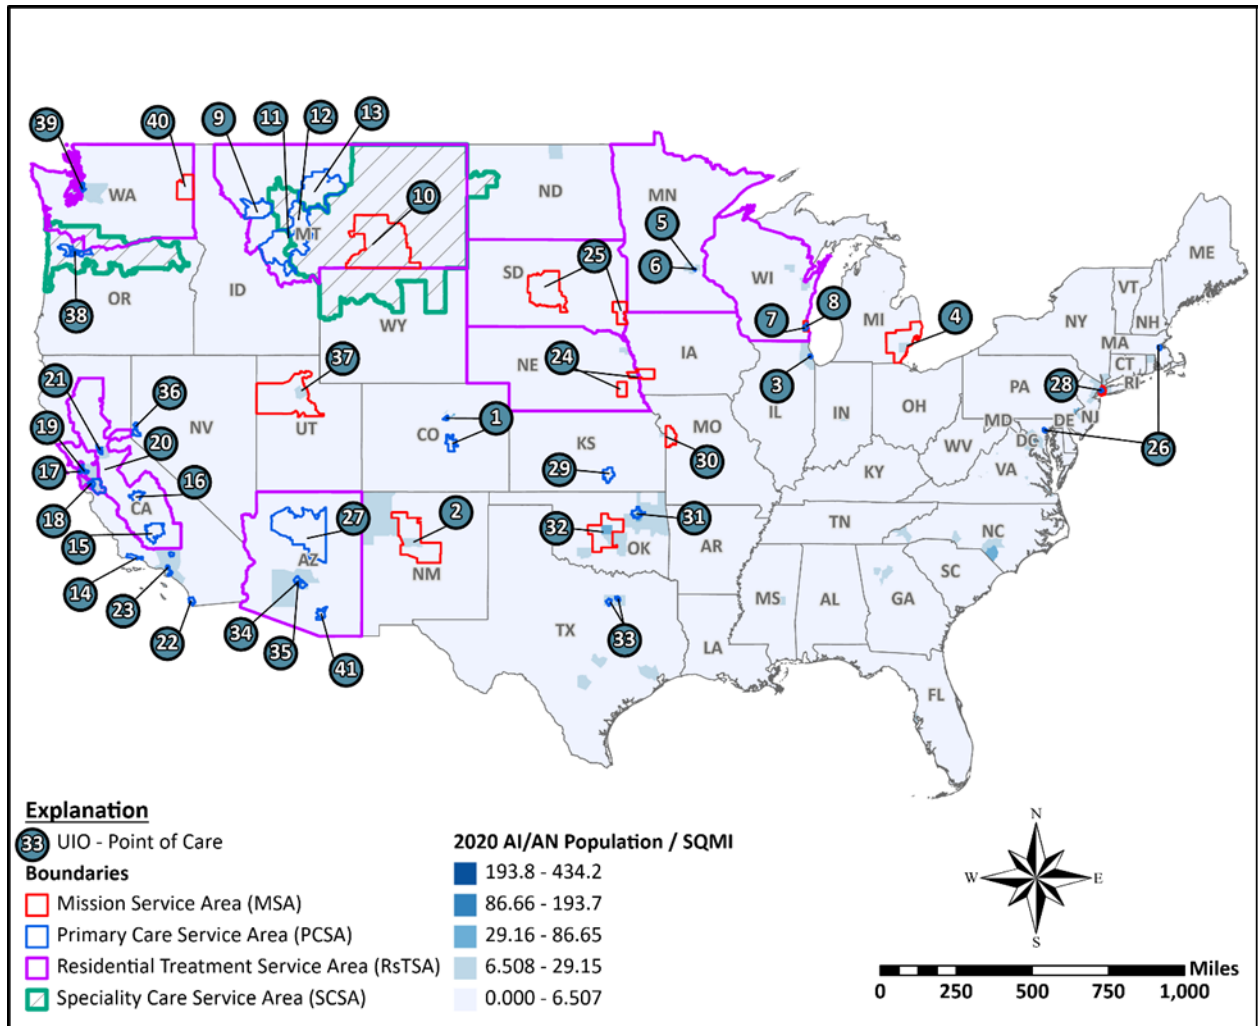 39
40
9
11
12
13
WA
MT
ND
MN
ME
10
5
6
25
SD
WI
8
7
MI
4
VT
NH
NY
MA
CT
RI
OR
ID
WY
38
37
21
36
24
NE
IA
3
IL
IN
OH
PA
28
NJ
MD
DE
DC
26
19
20
NV
UT
CO
1
KS
MO
30
WV
VA
KY
17
16
29
18
CA
15
27
2
32
31
OK
AR
TN
NC
AZ
NM
SC
14
23
22
34
35
41
TX
33
MS
AL
GA
LA
FL
Explanation
33 UIO - Point of Care
Boundaries
Mission Service Area (MSA)
Primary Care Service Area (PCSA)
Residential Treatment Service Area (RsTSA)
Speciality Care Service Area (SCSA)
2020 AI/AN Population / SQMI
193.8 - 434.2
86.66 - 193.7
29.16 - 86.65
6.508 - 29.15
0.000 - 6.507
N
W E
S
Miles
0 250 500 750 1,000